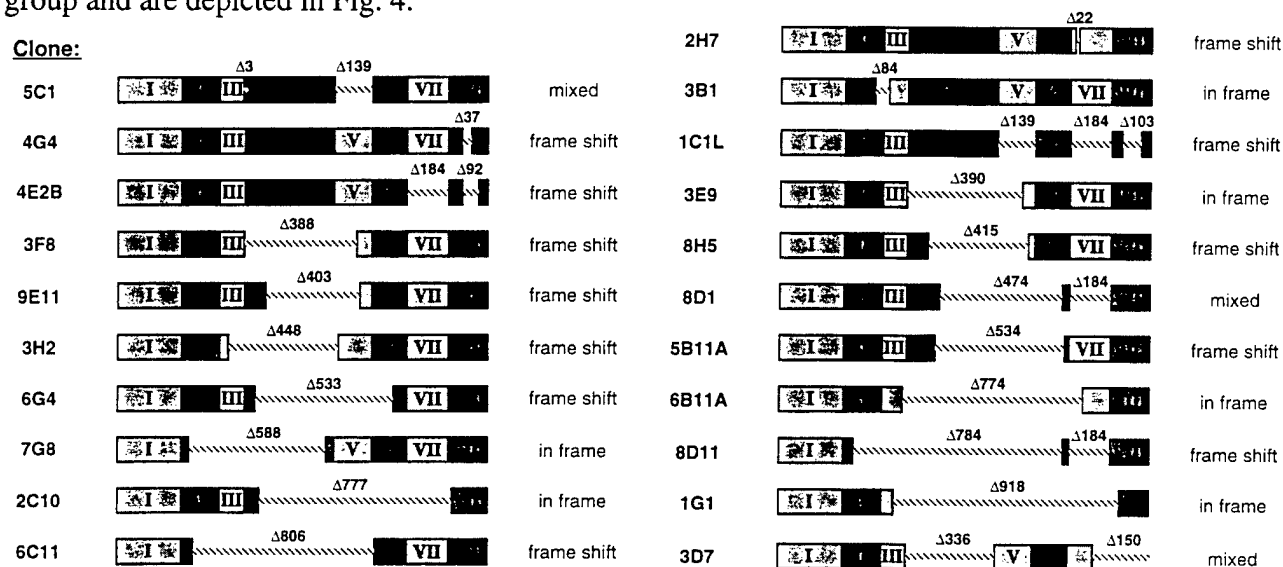 group and are depicted in Fig. 4.
Clone:
5C1 I III Δ3 Δ139 VII mixed
4G4 I III V VII Δ37 frame shift
4E2B I III V Δ184 Δ92 frame shift
3F8 I III Δ388 VII frame shift
9E11 I III Δ403 VII frame shift
3H2 I Δ448 VII frame shift
6G4 I III Δ533 VII frame shift
7G8 I Δ588 V VII in frame
2C10 I III Δ777 in frame
6C11 I Δ806 VII frame shift
2H7 I III V Δ22 frame shift
3B1 I Δ84 V VII in frame
1C1L I III Δ139 Δ184 Δ103 frame shift
3E9 I III Δ390 VII in frame
8H5 I III Δ415 VII frame shift
8D1 I III Δ474 Δ184 mixed
5B11A I III Δ534 VII frame shift
6B11A I Δ774 in frame
8D11 I Δ784 Δ184 frame shift
1G1 I Δ918 in frame
3D7 I III Δ336 V Δ150 mixed